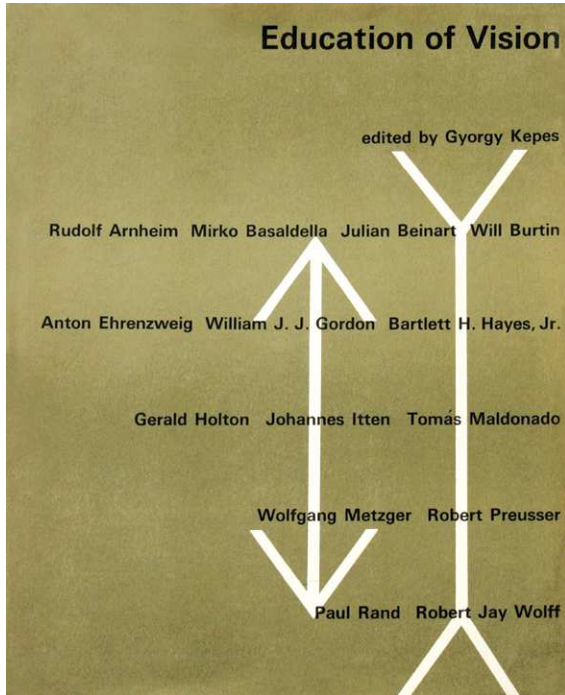 Education of Vision
edited by Gyorgy Kepes
Rudolf Arnheim Mirko Basaldella Julian Beinart Will Burtin
Anton Ehrenzweig William J. J. Gordon Bartlett H. Hayes, Jr.
Gerald Holton Johannes Itten Tomás Maldonado
Wolfgang Metzger Robert Preusser
Paul Rand Robert Jay Wolff